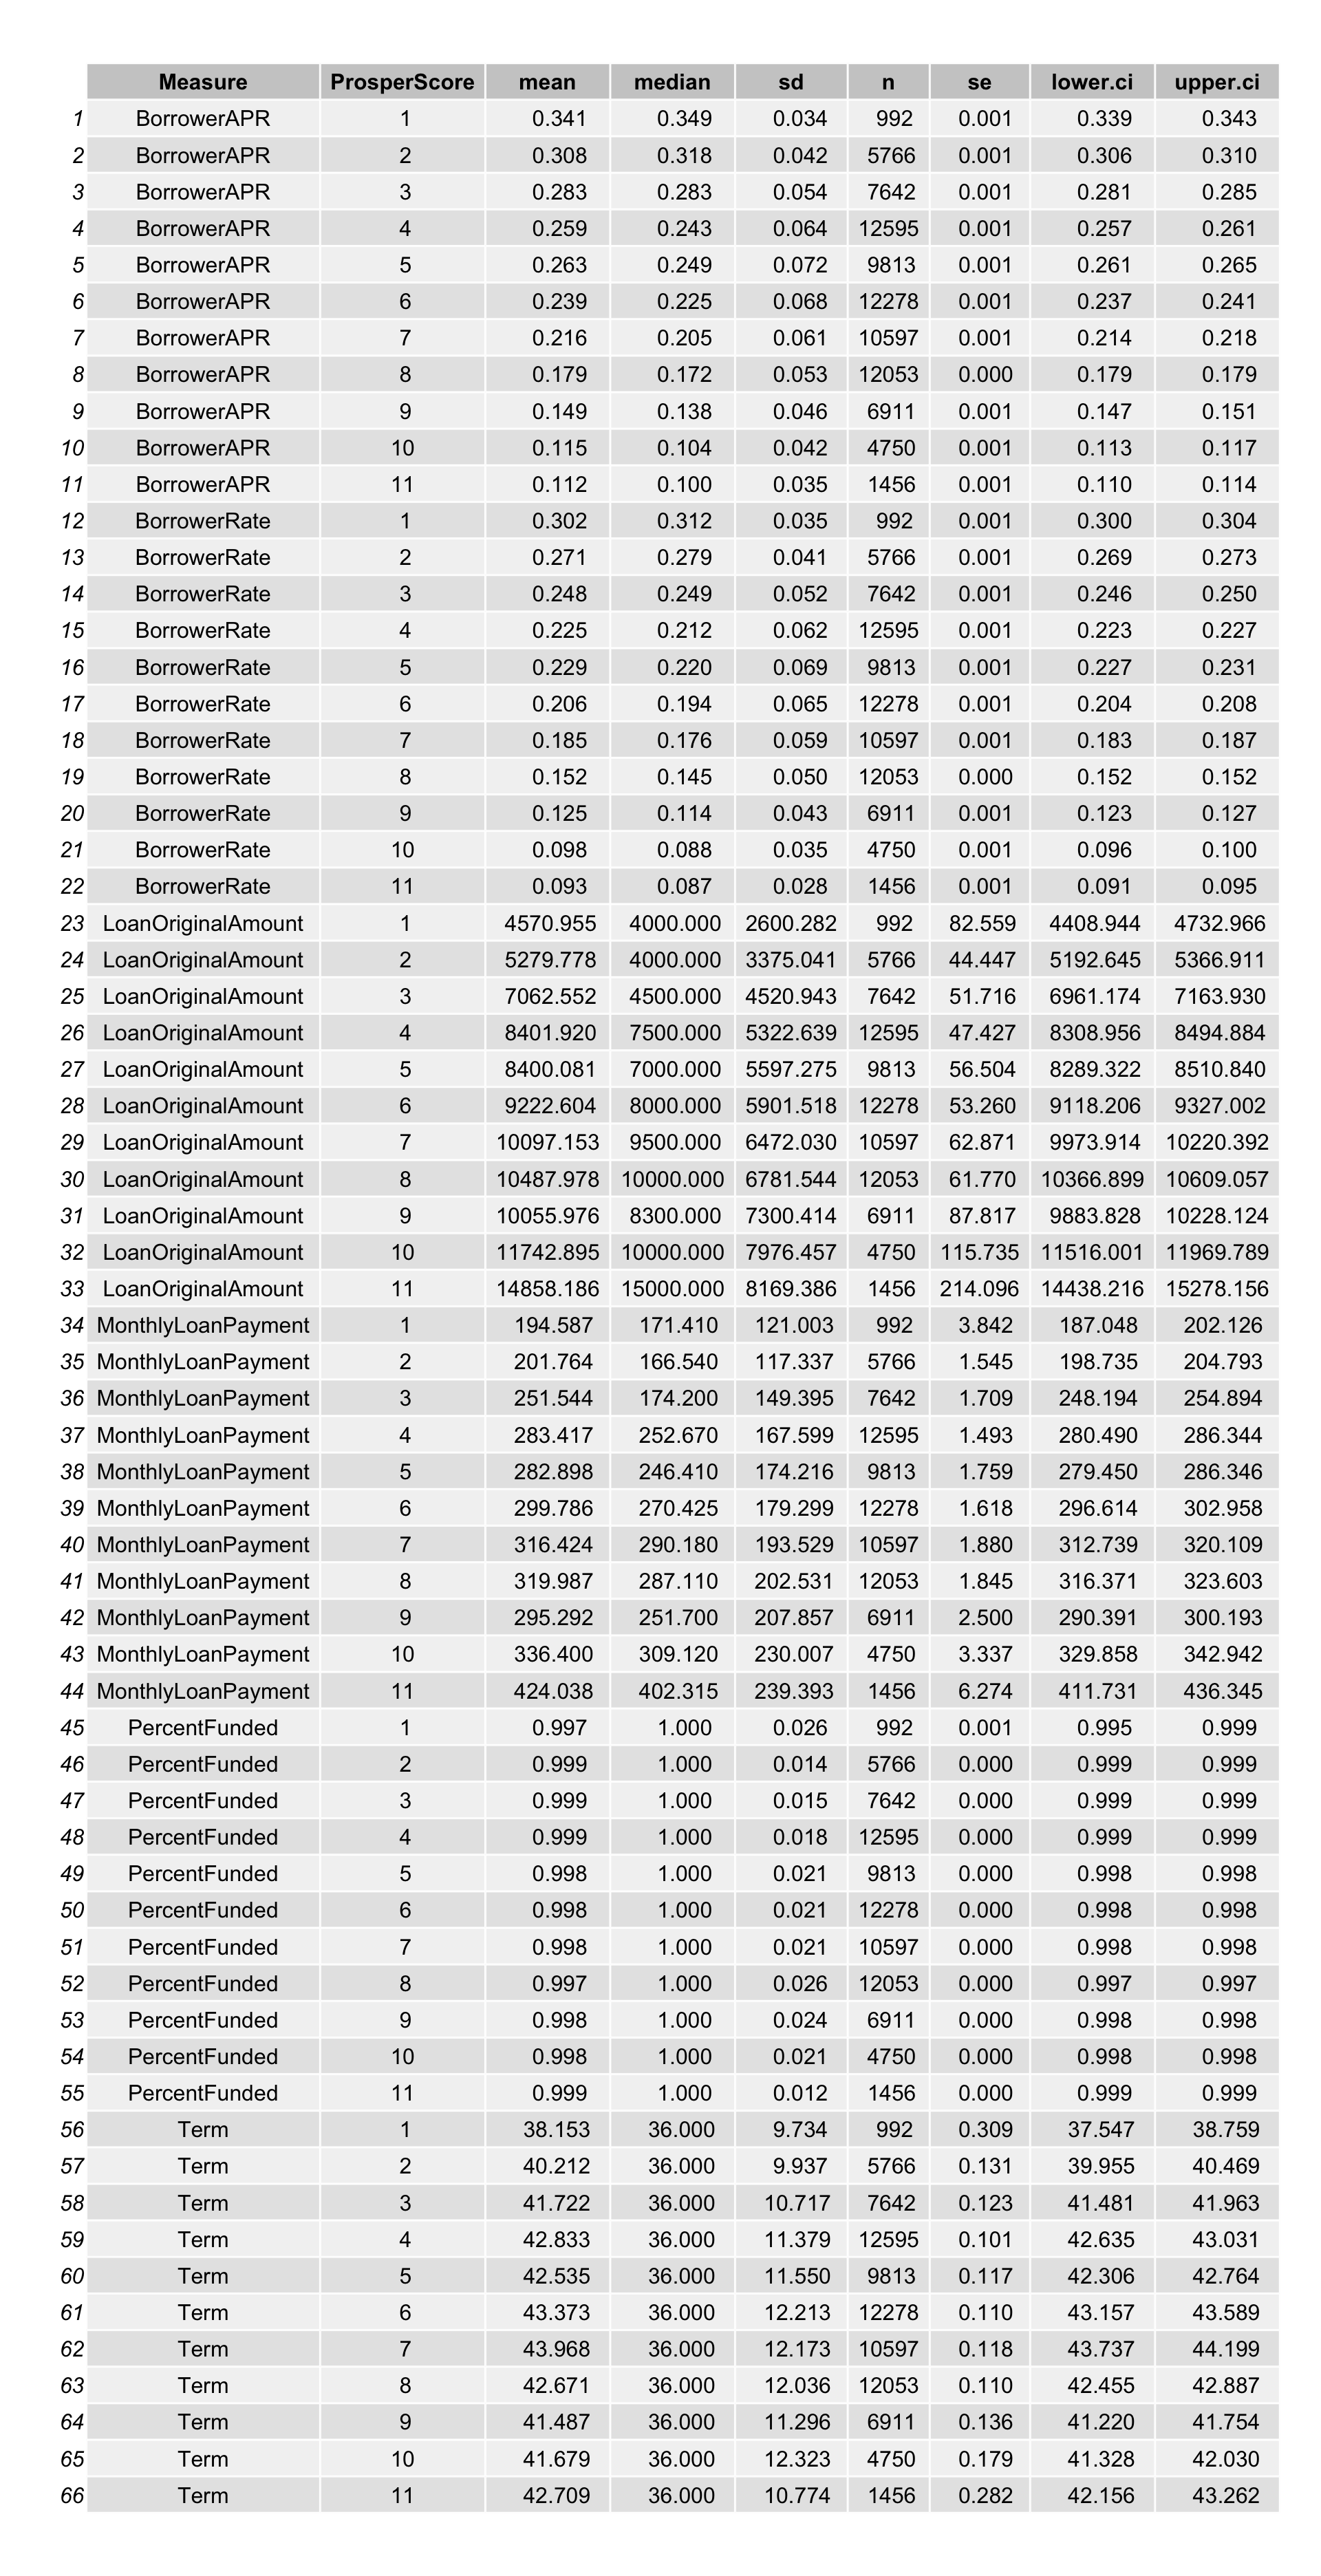 Measure ProsperScore mean median sd n se lower.ci upper.ci
1 BorrowerAPR 1 0.341 0.349 0.034 992 0.001 0.339 0.343
2 BorrowerAPR 2 0.308 0.318 0.042 5766 0.001 0.306 0.310
3 BorrowerAPR 3 0.283 0.283 0.054 7642 0.001 0.281 0.285
4 BorrowerAPR 4 0.259 0.243 0.064 12595 0.001 0.257 0.261
5 BorrowerAPR 5 0.263 0.249 0.072 9813 0.001 0.261 0.265
6 BorrowerAPR 6 0.239 0.225 0.068 12278 0.001 0.237 0.241
7 BorrowerAPR 7 0.216 0.205 0.061 10597 0.001 0.214 0.218
8 BorrowerAPR 8 0.179 0.172 0.053 12053 0.000 0.179 0.179
9 BorrowerAPR 9 0.149 0.138 0.046 6911 0.001 0.147 0.151
10 BorrowerAPR 10 0.115 0.104 0.042 4750 0.001 0.113 0.117
11 BorrowerAPR 11 0.112 0.100 0.035 1456 0.001 0.110 0.114
12 BorrowerRate 1 0.302 0.312 0.035 992 0.001 0.300 0.304
13 BorrowerRate 2 0.271 0.279 0.041 5766 0.001 0.269 0.273
14 BorrowerRate 3 0.248 0.249 0.052 7642 0.001 0.246 0.250
15 BorrowerRate 4 0.225 0.212 0.062 12595 0.001 0.223 0.227
16 BorrowerRate 5 0.229 0.220 0.069 9813 0.001 0.227 0.231
17 BorrowerRate 6 0.206 0.194 0.065 12278 0.001 0.204 0.208
18 BorrowerRate 7 0.185 0.176 0.059 10597 0.001 0.183 0.187
19 BorrowerRate 8 0.152 0.145 0.050 12053 0.000 0.152 0.152
20 BorrowerRate 9 0.125 0.114 0.043 6911 0.001 0.123 0.127
21 BorrowerRate 10 0.098 0.088 0.035 4750 0.001 0.096 0.100
22 BorrowerRate 11 0.093 0.087 0.028 1456 0.001 0.091 0.095
23 LoanOriginalAmount 1 4570.955 4000.000 2600.282 992 82.559 4408.944 4732.966
24 LoanOriginalAmount 2 5279.778 4000.000 3375.041 5766 44.447 5192.645 5366.911
25 LoanOriginalAmount 3 7062.552 4500.000 4520.943 7642 51.716 6961.174 7163.930
26 LoanOriginalAmount 4 8401.920 7500.000 5322.639 12595 47.427 8308.956 8494.884
27 LoanOriginalAmount 5 8400.081 7000.000 5597.275 9813 56.504 8289.322 8510.840
28 LoanOriginalAmount 6 9222.604 8000.000 5901.518 12278 53.260 9118.206 9327.002
29 LoanOriginalAmount 7 10097.153 9500.000 6472.030 10597 62.871 9973.914 10220.392
30 LoanOriginalAmount 8 10487.978 10000.000 6781.544 12053 61.770 10366.899 10609.057
31 LoanOriginalAmount 9 10055.976 8300.000 7300.414 6911 87.817 9883.828 10228.124
32 LoanOriginalAmount 10 11742.895 10000.000 7976.457 4750 115.735 11516.001 11969.789
33 LoanOriginalAmount 11 14858.186 15000.000 8169.386 1456 214.096 14438.216 15278.156
34 MonthlyLoanPayment 1 194.587 171.410 121.003 992 3.842 187.048 202.126
35 MonthlyLoanPayment 2 201.764 166.540 117.337 5766 1.545 198.735 204.793
36 MonthlyLoanPayment 3 251.544 174.200 149.395 7642 1.709 248.194 254.894
37 MonthlyLoanPayment 4 283.417 252.670 167.599 12595 1.493 280.490 286.344
38 MonthlyLoanPayment 5 282.898 246.410 174.216 9813 1.759 279.450 286.346
39 MonthlyLoanPayment 6 299.786 270.425 179.299 12278 1.618 296.614 302.958
40 MonthlyLoanPayment 7 316.424 290.180 193.529 10597 1.880 312.739 320.109
41 MonthlyLoanPayment 8 319.987 287.110 202.531 12053 1.845 316.371 323.603
42 MonthlyLoanPayment 9 295.292 251.700 207.857 6911 2.500 290.391 300.193
43 MonthlyLoanPayment 10 336.400 309.120 230.007 4750 3.337 329.858 342.942
44 MonthlyLoanPayment 11 424.038 402.315 239.393 1456 6.274 411.731 436.345
45 PercentFunded 1 0.997 1.000 0.026 992 0.001 0.995 0.999
46 PercentFunded 2 0.999 1.000 0.014 5766 0.000 0.999 0.999
47 PercentFunded 3 0.999 1.000 0.015 7642 0.000 0.999 0.999
48 PercentFunded 4 0.999 1.000 0.018 12595 0.000 0.999 0.999
49 PercentFunded 5 0.998 1.000 0.021 9813 0.000 0.998 0.998
50 PercentFunded 6 0.998 1.000 0.021 12278 0.000 0.998 0.998
51 PercentFunded 7 0.998 1.000 0.021 10597 0.000 0.998 0.998
52 PercentFunded 8 0.997 1.000 0.026 12053 0.000 0.997 0.997
53 PercentFunded 9 0.998 1.000 0.024 6911 0.000 0.998 0.998
54 PercentFunded 10 0.998 1.000 0.021 4750 0.000 0.998 0.998
55 PercentFunded 11 0.999 1.000 0.012 1456 0.000 0.999 0.999
56 Term 1 38.153 36.000 9.734 992 0.309 37.547 38.759
57 Term 2 40.212 36.000 9.937 5766 0.131 39.955 40.469
58 Term 3 41.722 36.000 10.717 7642 0.123 41.481 41.963
59 Term 4 42.833 36.000 11.379 12595 0.101 42.635 43.031
60 Term 5 42.535 36.000 11.550 9813 0.117 42.306 42.764
61 Term 6 43.373 36.000 12.213 12278 0.110 43.157 43.589
62 Term 7 43.968 36.000 12.173 10597 0.118 43.737 44.199
63 Term 8 42.671 36.000 12.036 12053 0.110 42.455 42.887
64 Term 9 41.487 36.000 11.296 6911 0.136 41.220 41.754
65 Term 10 41.679 36.000 12.323 4750 0.179 41.328 42.030
66 Term 11 42.709 36.000 10.774 1456 0.282 42.156 43.262